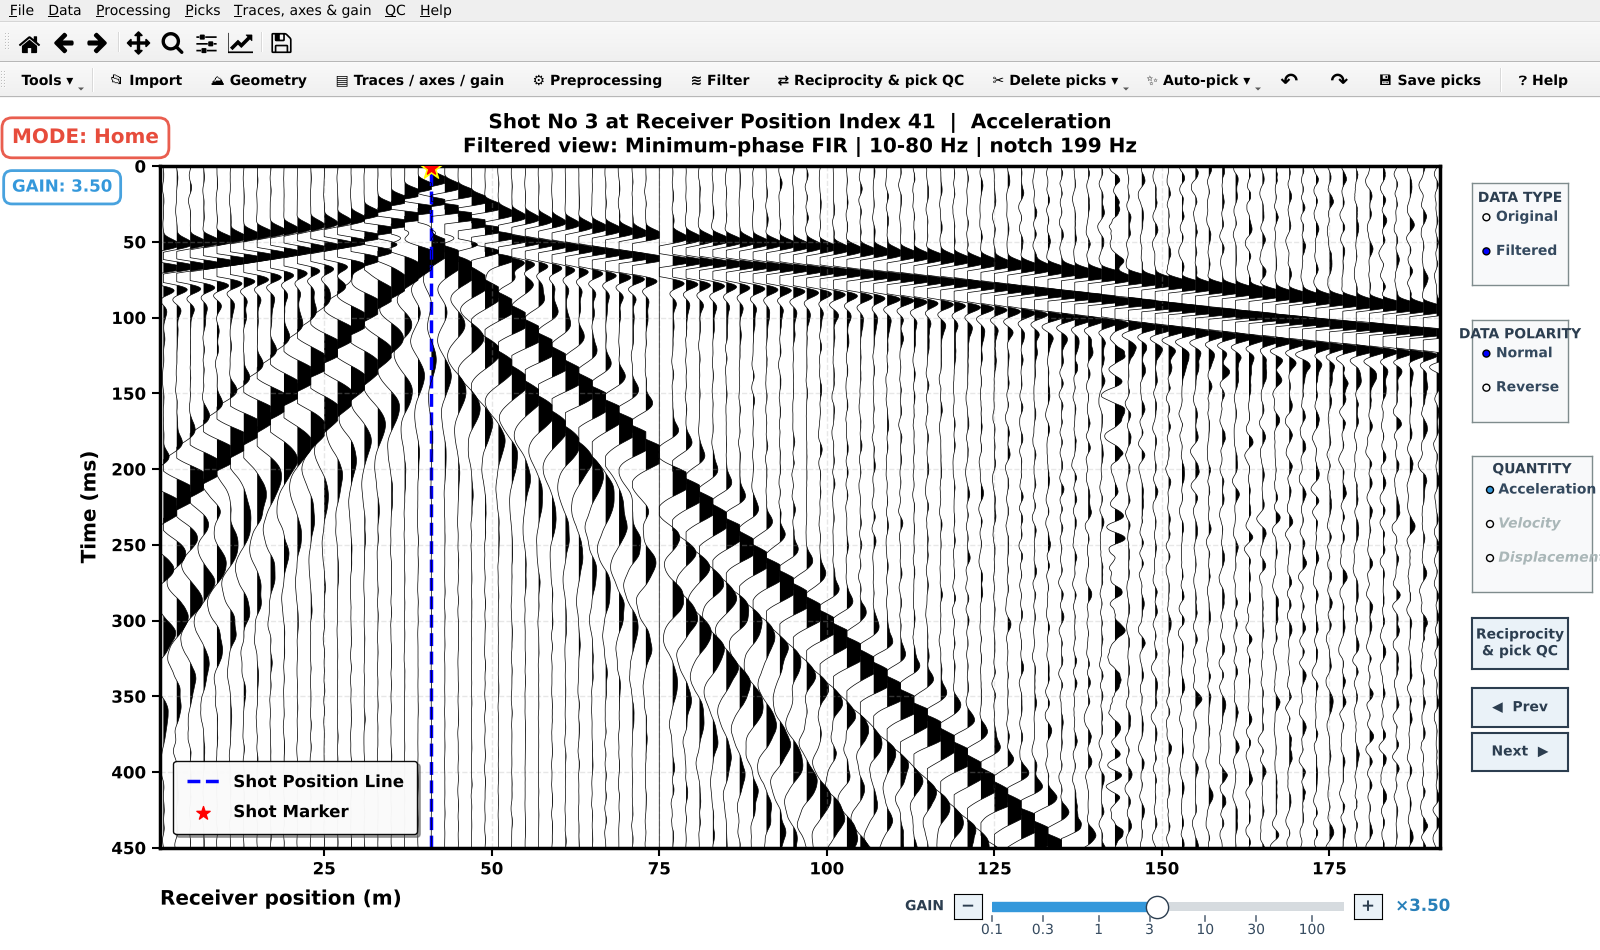 File Data Processing Picks Traces, axes & gain QC Help
Tools ▾ Import Geometry Traces / axes / gain Preprocessing Filter Reciprocity & pick QC Delete picks ▾ Auto-pick ▾ Save picks ? Help
MODE: Home
GAIN: 3.50
Shot No 3 at Receiver Position Index 41 | Acceleration
Filtered view: Minimum-phase FIR | 10-80 Hz | notch 199 Hz
0
50
100
150
200
250
300
350
400
450
Time (ms)
Shot Position Line
Shot Marker
25 50 75 100 125 150 175
Receiver position (m)
DATA TYPE
Original
Filtered
DATA POLARITY
Normal
Reverse
QUANTITY
Acceleration
Velocity
Displacemen
Reciprocity
& pick QC
◀ Prev
Next ▶
GAIN − + ×3.50
0.1 0.3 1 3 10 30 100